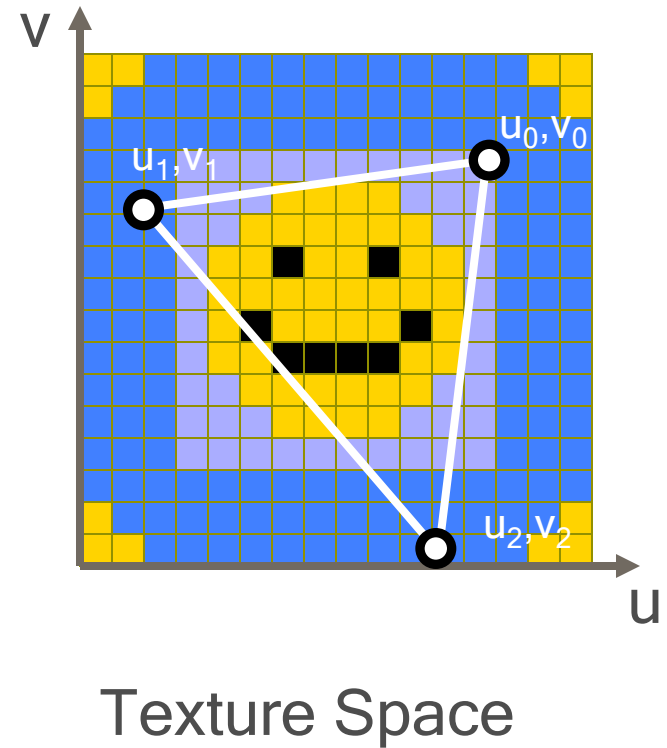 v
u₀,v₀
u₁,v₁
u₂,v₂
u
Texture Space